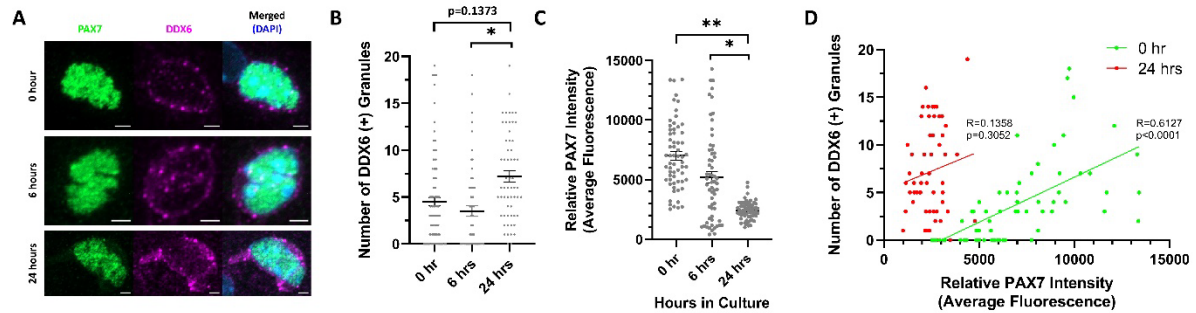 A
PAX7
DDX6
Merged
(DAPI)
0 hour
6 hours
24 hours
B
p=0.1373
*
Number of DDX6 (+) Granules
20
15
10
5
0
0 hr
6 hrs
24 hrs
C
**
*
Relative PAX7 Intensity
(Average Fluorescence)
15000
10000
5000
0
0 hr
6 hrs
24 hrs
Hours in Culture
D
Number of DDX6 (+) Granules
20
15
10
5
0
0 hr
24 hrs
R=0.1358
p=0.3052
R=0.6127
p<0.0001
0
5000
10000
15000
Relative PAX7 Intensity
(Average Fluorescence)